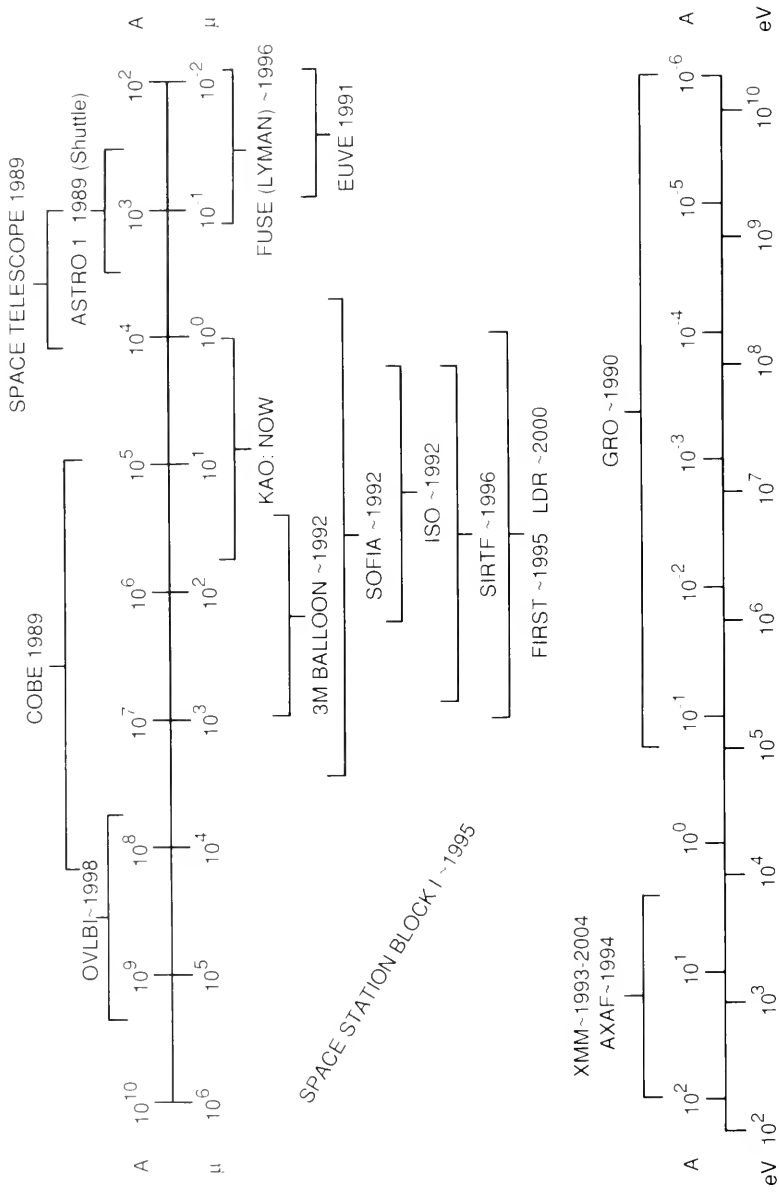 SPACE TELESCOPE 1989
COBE 1989
ASTRO 1 1989 (Shuttle)
OVLBI~1998
A 10^10 10^9 10^8 10^7 10^6 10^5 10^4 10^3 10^2 A
μ 10^6 10^5 10^4 10^3 10^2 10^1 10^0 10^-1 10^-2 μ
KAO: NOW
FUSE (LYMAN) ~1996
3M BALLOON ~1992
EUVE 1991
SOFIA ~1992
ISO ~1992
SIRTF ~1996
FIRST ~1995 LDR ~2000
SPACE STATION BLOCK I ~1995
GRO ~1990
XMM~1993-2004
AXAF~1994
A 10^2 10^1 10^0 10^-1 10^-2 10^-3 10^-4 10^-5 10^-6 A
eV 10^2 10^3 10^4 10^5 10^6 10^7 10^8 10^9 10^10 eV